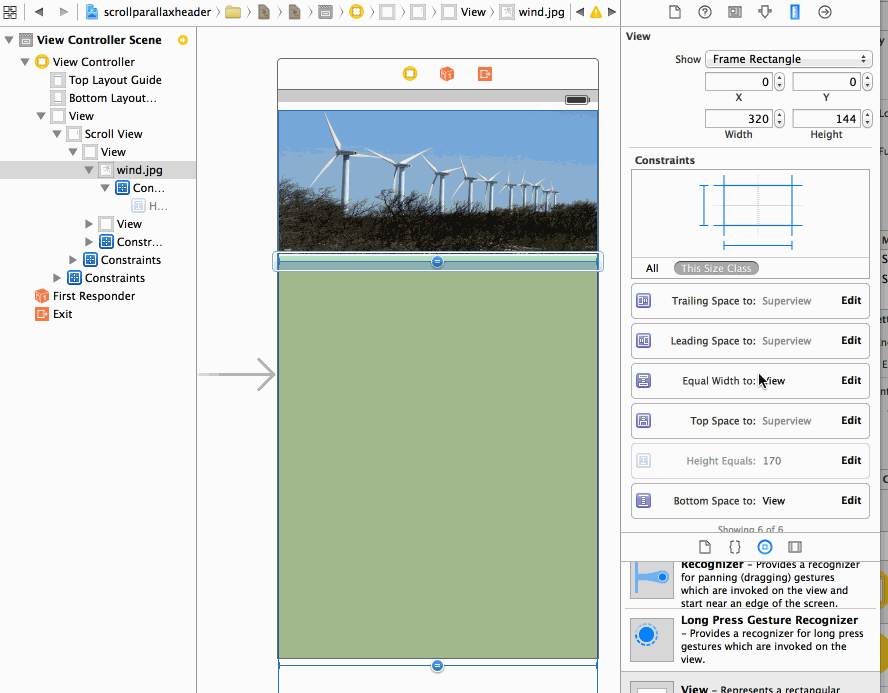 scrollparallaxheader
View
wind.jpg
View Controller Scene
View Controller
Top Layout Guide
Bottom Layout...
View
Scroll View
View
wind.jpg
Con...
H...
View
Constr...
Constraints
Constraints
First Responder
Exit
View
Show
Frame Rectangle
0
0
X
Y
320
144
Width
Height
Constraints
All
This Size Class
Trailing Space to: Superview
Edit
Leading Space to: Superview
Edit
Equal Width to: View
Edit
Top Space to: Superview
Edit
Height Equals: 170
Edit
Bottom Space to: View
Edit
Showing 6 of 6
Recognizer – Provides a recognizer
for panning (dragging) gestures
which are invoked on the view and
start near an edge of the screen.
Long Press Gesture Recognizer
– Provides a recognizer for long press
gestures which are invoked on the
view.
View – Represents a rectangular